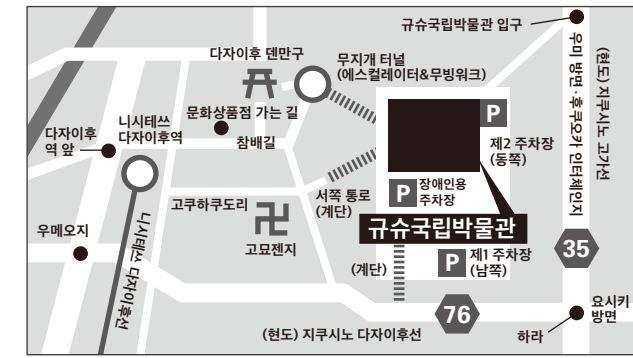 규슈국립박물관 입구
다자이후 덴만구
무지개 터널
(에스컬레이터&무빙워크)
(현도) 지쿠시노 고가선
우미 방면·후쿠오카 인터체인지
니시테쓰
다자이후역
문화상품점 가는 길
참배길
다자이후
역 앞
P
제2 주차장
(동쪽)
P
장애인용
주차장
서쪽 통로
(계단)
고쿠하쿠도리
고묘젠지
규슈국립박물관
우메오지
니시테쓰 다자이후선
(계단)
P
제1 주차장
(남쪽)
35
76
요시키
방면
하라
(현도) 지쿠시노 다자이후선